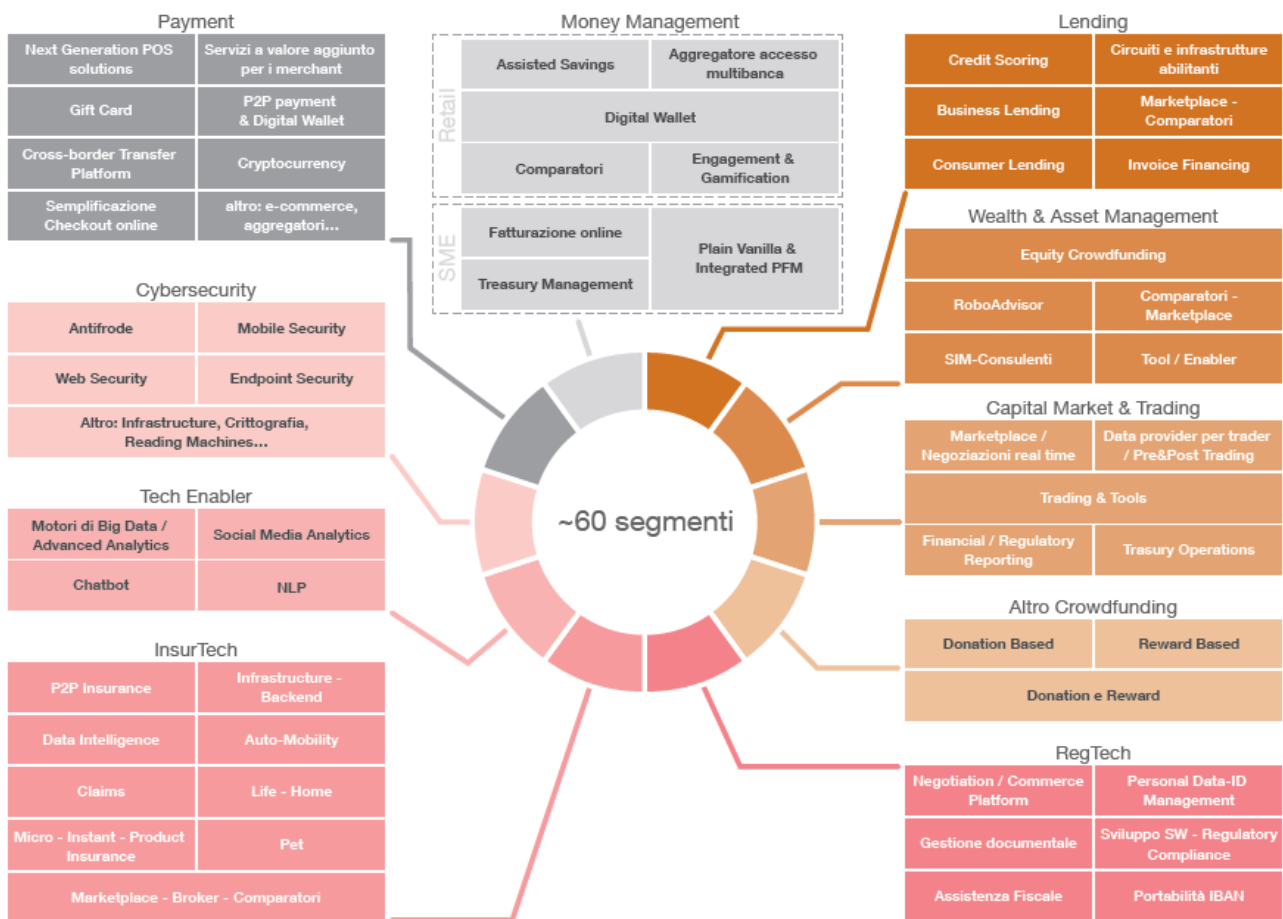 Payment
Next Generation POS
solutions
Servizi a valore aggiunto
per i merchant
Gift Card
P2P payment
& Digital Wallet
Cross-border Transfer
Platform
Cryptocurrency
Semplificazione
Checkout online
altro: e-commerce,
aggregatori...
Money Management
Retail
Assisted Savings
Aggregatore accesso
multibanca
Digital Wallet
Comparatori
Engagement &
Gamification
SME
Fatturazione online
Treasury Management
Plain Vanilla &
Integrated PFM
Lending
Credit Scoring
Circuiti e infrastrutture
abilitanti
Business Lending
Marketplace -
Comparatori
Consumer Lending
Invoice Financing
Wealth & Asset Management
Equity Crowdfunding
RoboAdvisor
Comparatori -
Marketplace
SIM-Consulenti
Tool / Enabler
Cybersecurity
Antifrode
Mobile Security
Web Security
Endpoint Security
Altro: Infrastructure, Crittografia,
Reading Machines...
Capital Market & Trading
Marketplace /
Negoziazioni real time
Data provider per trader
/ Pre&Post Trading
Trading & Tools
Financial / Regulatory
Reporting
Trasury Operations
~60 segmenti
Tech Enabler
Motori di Big Data /
Advanced Analytics
Social Media Analytics
Chatbot
NLP
Altro Crowdfunding
Donation Based
Reward Based
Donation e Reward
InsurTech
P2P Insurance
Infrastructure -
Backend
Data Intelligence
Auto-Mobility
Claims
Life - Home
Micro - Instant - Product
Insurance
Pet
Marketplace - Broker - Comparatori
RegTech
Negotiation / Commerce
Platform
Personal Data-ID
Management
Gestione documentale
Sviluppo SW - Regulatory
Compliance
Assistenza Fiscale
Portabilità IBAN